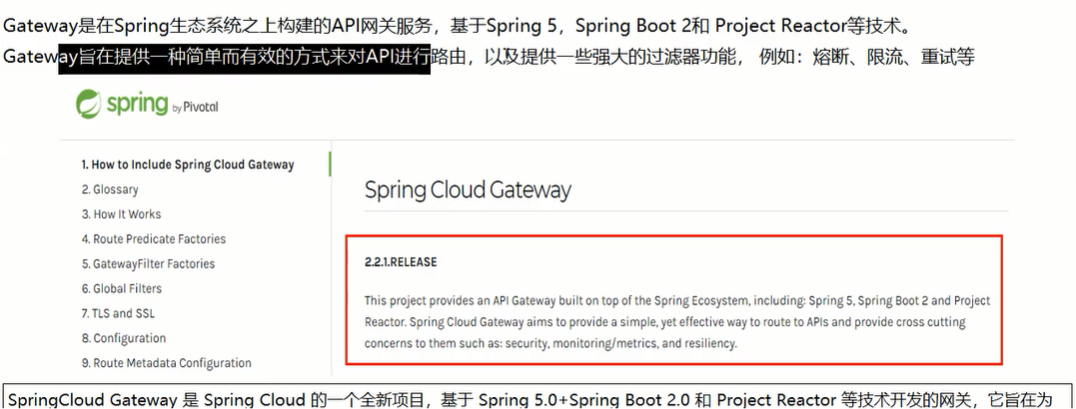 Gateway是在Spring生态系统之上构建的API网关服务，基于Spring 5，Spring Boot 2和 Project Reactor等技术。
Gateway旨在提供一种简单而有效的方式来对API进行路由，以及提供一些强大的过滤器功能， 例如：熔断、限流、重试等
spring by Pivotal
1. How to Include Spring Cloud Gateway
2. Glossary
3. How It Works
4. Route Predicate Factories
5. GatewayFilter Factories
6. Global Filters
7. TLS and SSL
8. Configuration
9. Route Metadata Configuration
Spring Cloud Gateway
2.2.1.RELEASE
This project provides an API Gateway built on top of the Spring Ecosystem, including: Spring 5, Spring Boot 2 and Project
Reactor. Spring Cloud Gateway aims to provide a simple, yet effective way to route to APIs and provide cross cutting
concerns to them such as: security, monitoring/metrics, and resiliency.
SpringCloud Gateway 是 Spring Cloud 的一个全新项目，基于 Spring 5.0+Spring Boot 2.0 和 Project Reactor 等技术开发的网关，它旨在为